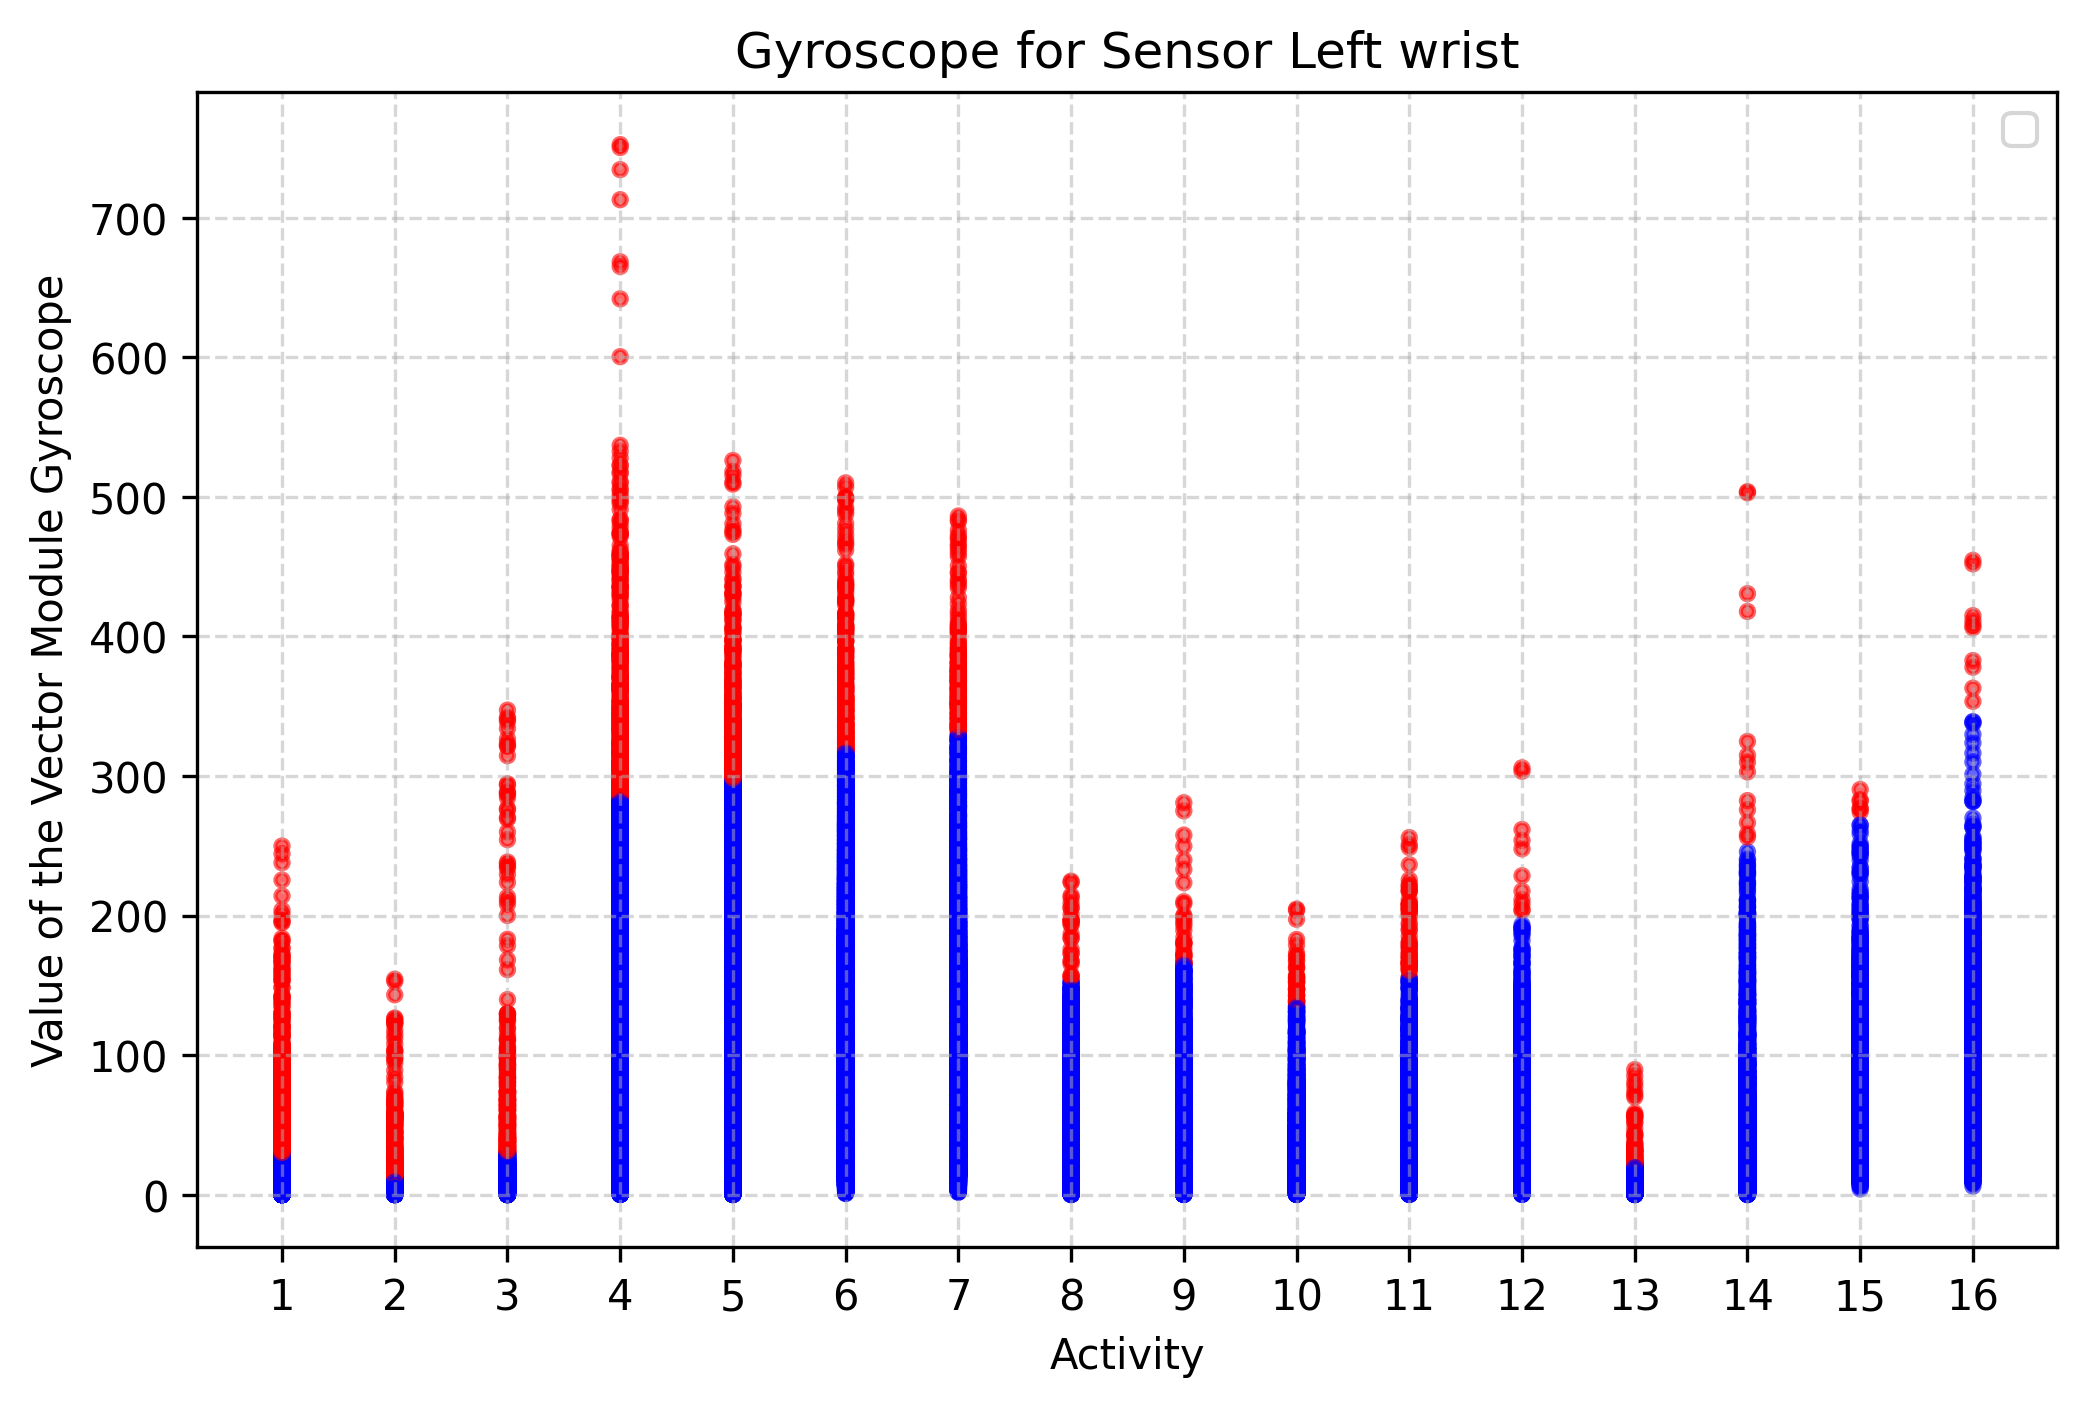 Gyroscope for Sensor Left wrist
Value of the Vector Module Gyroscope
700
600
500
400
300
200
100
0
1 2 3 4 5 6 7 8 9 10 11 12 13 14 15 16
Activity